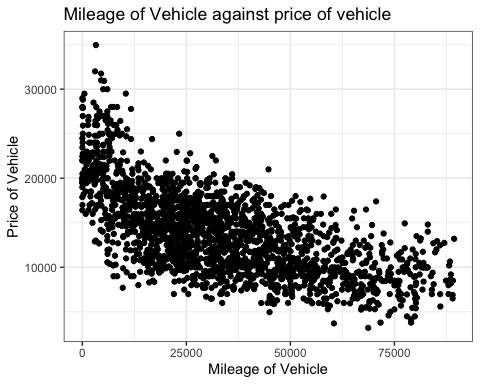 Mileage of Vehicle against price of vehicle
Price of Vehicle
30000
20000
10000
0 25000 50000 75000
Mileage of Vehicle